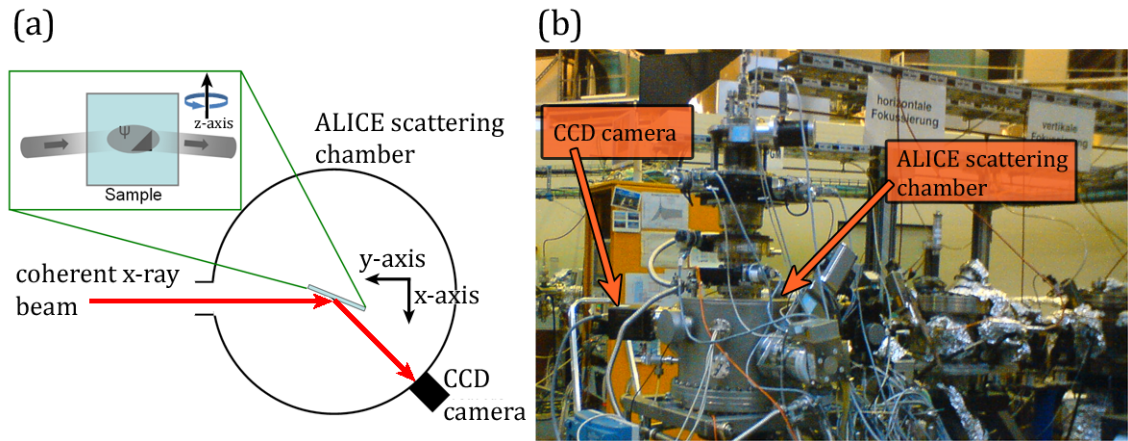 (a)
z-axis
Ψ
Sample
ALICE scattering
chamber
y-axis
x-axis
coherent x-ray
beam
CCD
camera
(b)
horizontale
Fokussierung
vertikale
Fokussierung
CCD camera
ALICE scattering
chamber